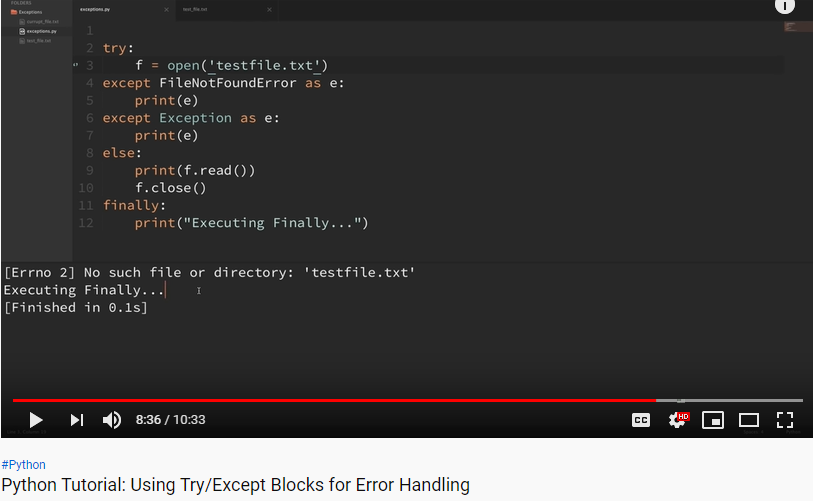 FOLDERS
Exceptions
currupt_file.txt
exceptions.py
test_file.txt
exceptions.py
test_file.txt
1
2 try:
3 f = open('testfile.txt')
4 except FileNotFoundError as e:
5 print(e)
6 except Exception as e:
7 print(e)
8 else:
9 print(f.read())
10 f.close()
11 finally:
12 print("Executing Finally...")
[Errno 2] No such file or directory: 'testfile.txt'
Executing Finally...
[Finished in 0.1s]
8:36 / 10:33
CC
HD
#Python
Python Tutorial: Using Try/Except Blocks for Error Handling